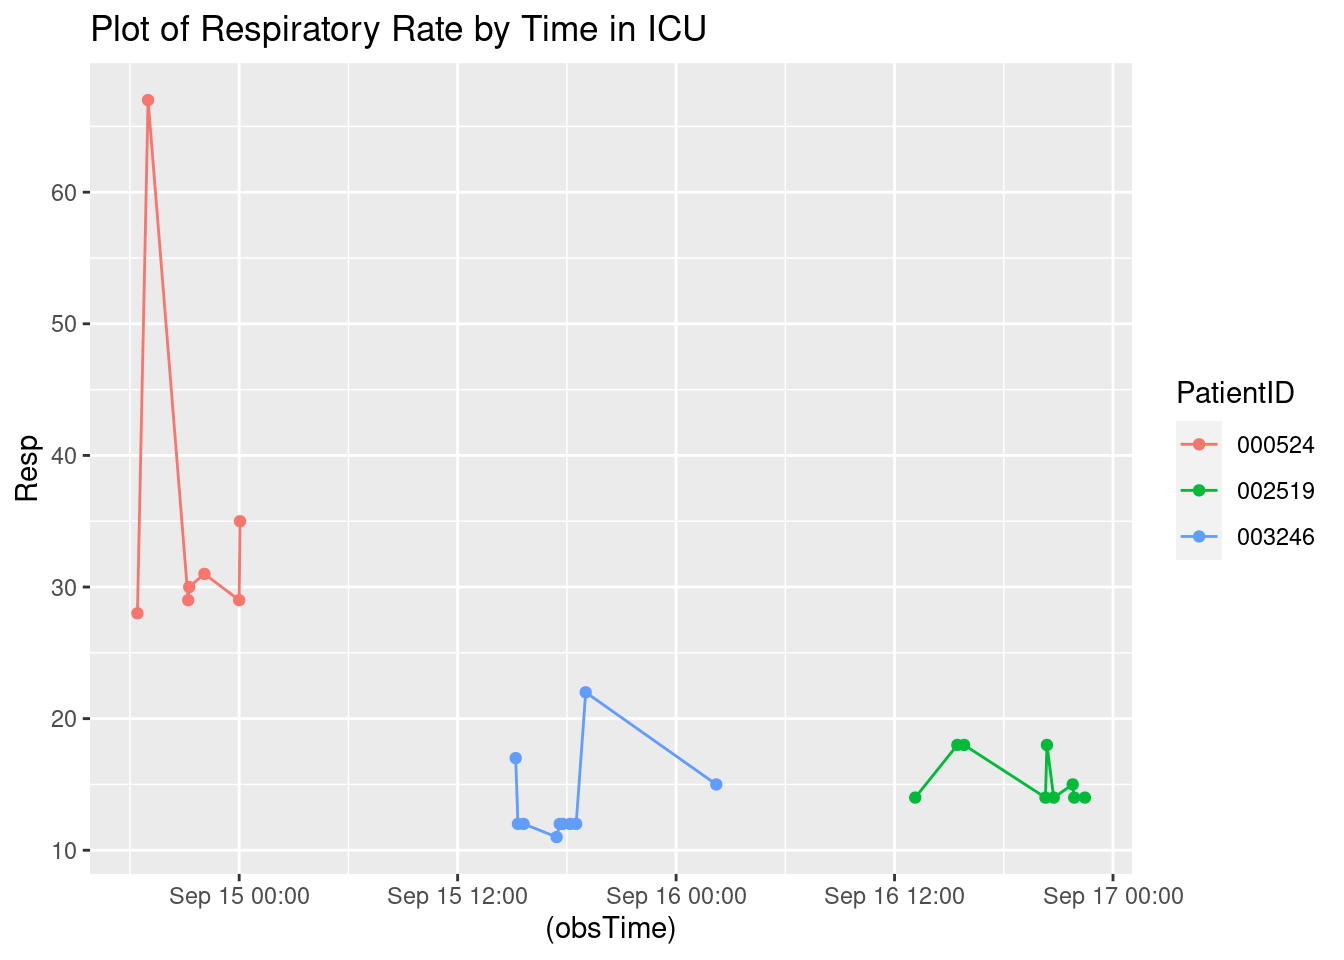 Plot of Respiratory Rate by Time in ICU
60
50
40
30
20
10
Resp
Sep 15 00:00
Sep 15 12:00
Sep 16 00:00
Sep 16 12:00
Sep 17 00:00
(obsTime)
PatientID
000524
002519
003246